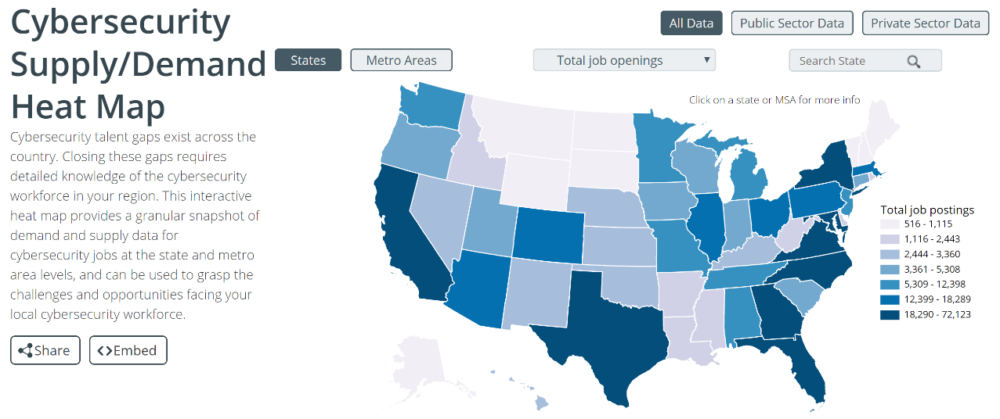 Cybersecurity
Supply/Demand
Heat Map
Cybersecurity talent gaps exist across the
country. Closing these gaps requires
detailed knowledge of the cybersecurity
workforce in your region. This interactive
heat map provides a granular snapshot of
demand and supply data for
cybersecurity jobs at the state and metro
area levels, and can be used to grasp the
challenges and opportunities facing your
local cybersecurity workforce.
Share
Embed
All Data
Public Sector Data
Private Sector Data
States
Metro Areas
Total job openings
Search State
Click on a state or MSA for more info
Total job postings
516 - 1,115
1,116 - 2,443
2,444 - 3,360
3,361 - 5,308
5,309 - 12,398
12,399 - 18,289
18,290 - 72,123